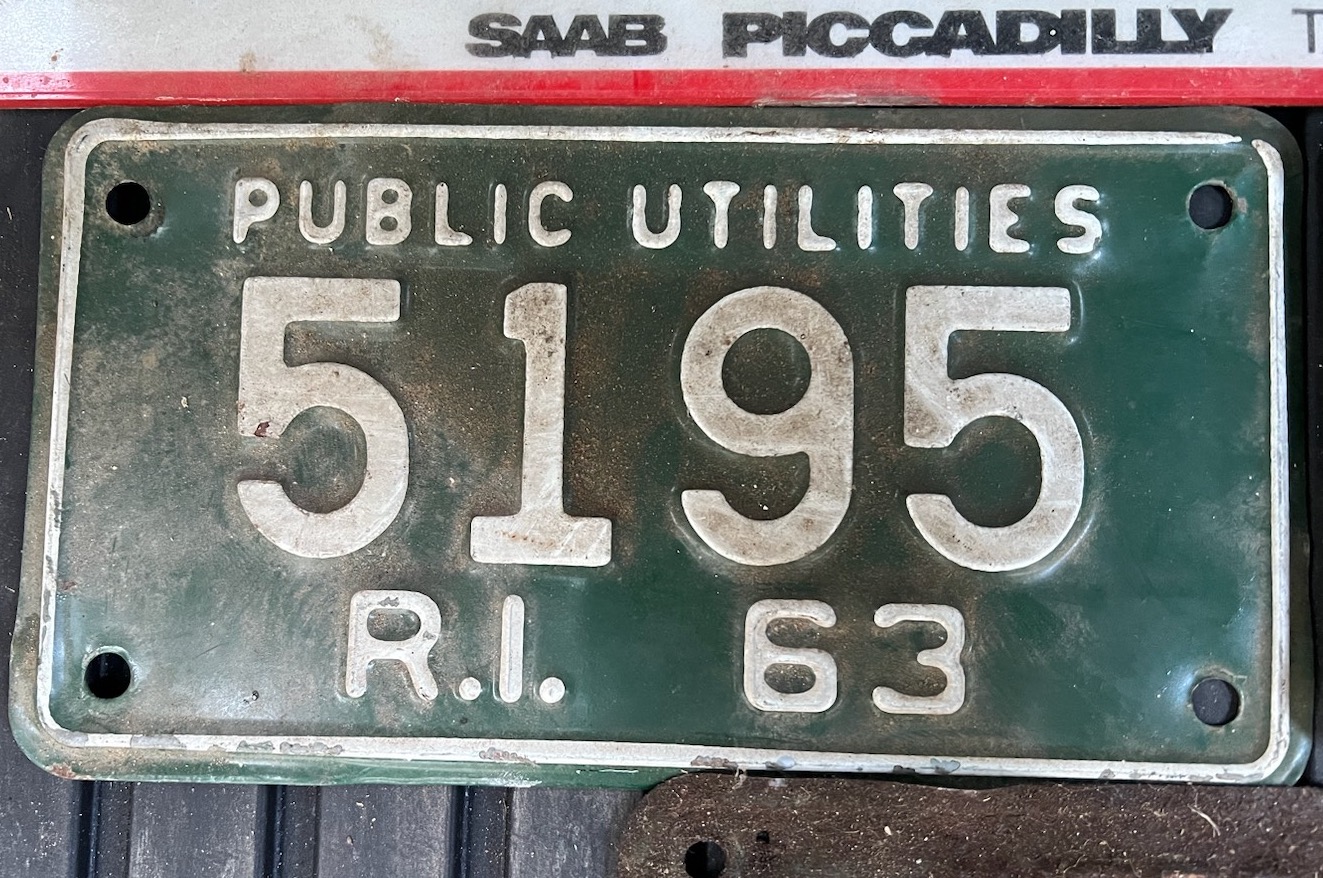 SAAB PICCADILLY
PUBLIC UTILITIES
5195
R.I. 63